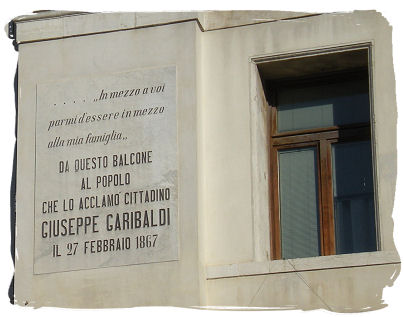 . . . . „In mezzo a voi
parmi d'essere in mezzo
alla mia famiglia„
DA QUESTO BALCONE
AL POPOLO
CHE LO ACCLAMÒ CITTADINO
GIUSEPPE GARIBALDI
IL 27 FEBBRAIO 1867